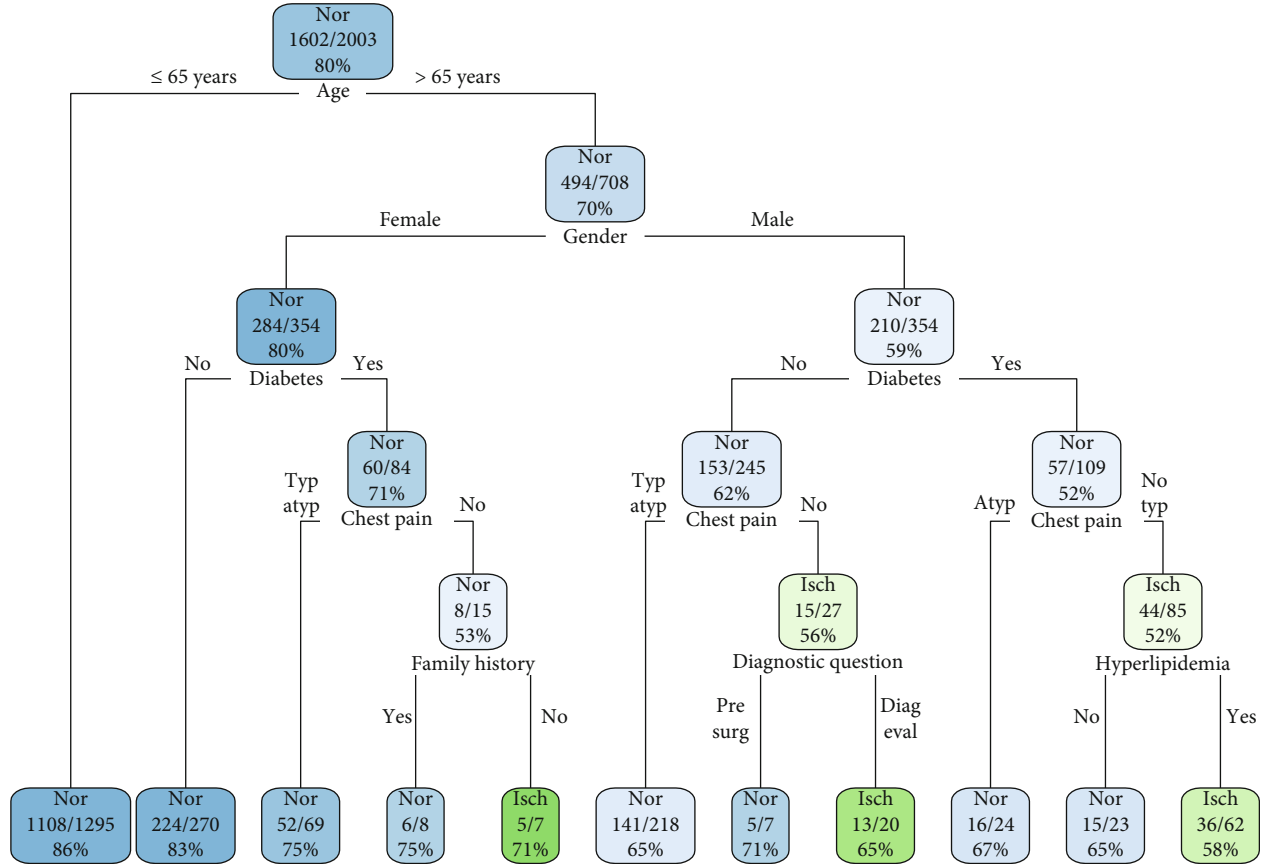 Nor
1602/2003
80%
≤ 65 years
> 65 years
Age
Nor
494/708
70%
Female
Male
Gender
Nor
284/354
80%
Nor
210/354
59%
No
Yes
Diabetes
No
Yes
Diabetes
Nor
60/84
71%
Nor
153/245
62%
Nor
57/109
52%
Typ
atyp
No
Chest pain
Typ
atyp
No
Chest pain
Atyp
No
typ
Chest pain
Nor
8/15
53%
Isch
15/27
56%
Isch
44/85
52%
Family history
Diagnostic question
Hyperlipidemia
Yes
No
Pre
surg
Diag
eval
No
Yes
Nor
1108/1295
86%
Nor
224/270
83%
Nor
52/69
75%
Nor
6/8
75%
Isch
5/7
71%
Nor
141/218
65%
Nor
5/7
71%
Isch
13/20
65%
Nor
16/24
67%
Nor
15/23
65%
Isch
36/62
58%